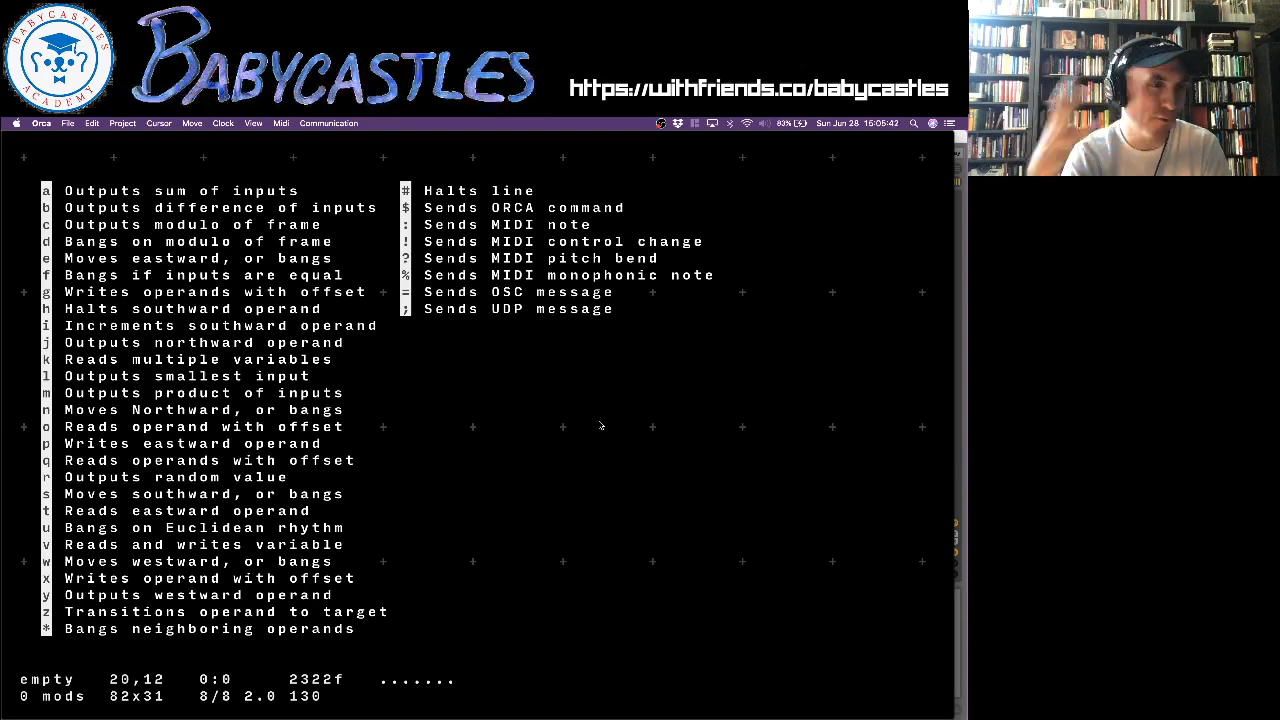 BABYCASTLES
ACADEMY
BABYCASTLES
https://withfriends.co/babycastles
Orca File Edit Project Cursor Move Clock View Midi Communication
83% Sun Jun 28 16:05:42
a Outputs sum of inputs
b Outputs difference of inputs
c Outputs modulo of frame
d Bangs on modulo of frame
e Moves eastward, or bangs
f Bangs if inputs are equal
g Writes operands with offset
h Halts southward operand
i Increments southward operand
j Outputs northward operand
k Reads multiple variables
l Outputs smallest input
m Outputs product of inputs
n Moves Northward, or bangs
o Reads operand with offset
p Writes eastward operand
q Reads operands with offset
r Outputs random value
s Moves southward, or bangs
t Reads eastward operand
u Bangs on Euclidean rhythm
v Reads and writes variable
w Moves westward, or bangs
x Writes operand with offset
y Outputs westward operand
z Transitions operand to target
* Bangs neighboring operands
# Halts line
$ Sends ORCA command
: Sends MIDI note
! Sends MIDI control change
? Sends MIDI pitch bend
% Sends MIDI monophonic note
= Sends OSC message
; Sends UDP message
empty 20,12 0:0 2322f .......
0 mods 82x31 8/8 2.0 130